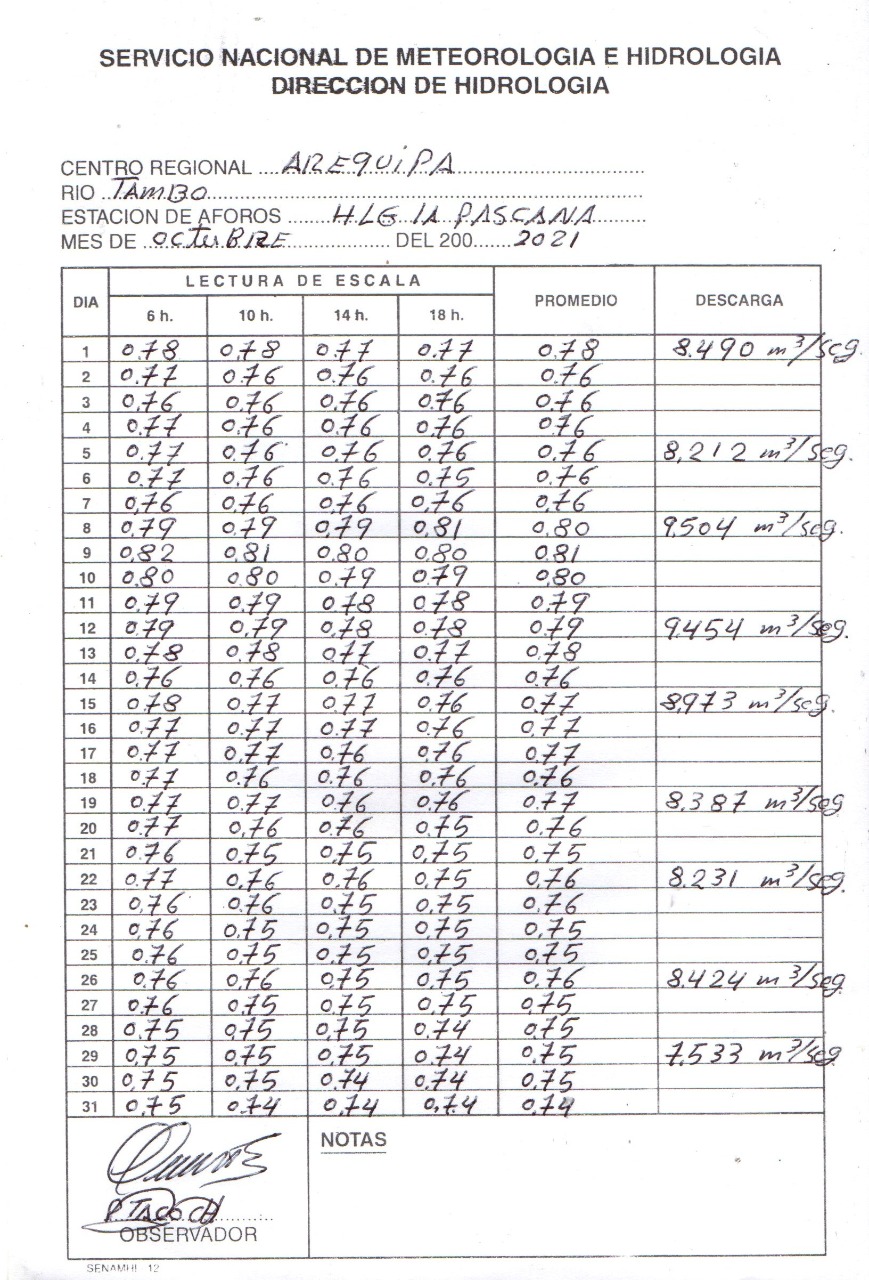 SERVICIO NACIONAL DE METEOROLOGIA E HIDROLOGIA
DIRECCION DE HIDROLOGIA
CENTRO REGIONAL ....AREQUIPA
RIO ..TAMBO
ESTACION DE AFOROS ........HLG LA PASCANA
MES DE ..OCTUBRE.................. DEL 200.......2021
DIA LECTURA DE ESCALA PROMEDIO DESCARGA
6 h. 10 h. 14 h. 18 h.
1 0.78 0.78 0.77 0.77 0.78 8.490 m³/seg.
2 0.77 0.76 0.76 0.76 0.76
3 0.76 0.76 0.76 0.76 0.76
4 0.77 0.76 0.76 0.76 0.76
5 0.77 0.76 0.76 0.76 0.76 8,212 m³/seg.
6 0.77 0.76 0.76 0.75 0.76
7 0,76 0,76 0,76 0,76 0,76
8 0.79 0.79 0.79 0,81 0,80 9.504 m³/seg.
9 0,82 0,81 0.80 0.80 0.81
10 0.80 0.80 0.79 0.79 0,80
11 0.79 0.79 0.78 0.78 0.79
12 0.79 0.79 0.78 0.78 0.79 9.454 m³/seg.
13 0.78 0.78 0.77 0.77 0.78
14 0.76 0.76 0.76 0.76 0.76
15 0.78 0.77 0.77 0.76 0.77 8,973 m³/seg.
16 0.77 0.77 0.77 0.76 0.77
17 0.77 0.77 0.76 0.76 0.77
18 0.77 0.76 0.76 0.76 0.76
19 0.77 0.77 0.76 0.76 0.77 8.387 m³/seg
20 0.77 0,76 0.76 0.75 0.76
21 0.76 0.75 0,75 0,75 0.75
22 0.77 0.76 0.76 0,75 0,76 8.231 m³/seg.
23 0,76 0.76 0.75 0,75 0,76
24 0.76 0,75 0,75 0,75 0,75
25 0.76 0,75 0,75 0,75 0,75
26 0.76 0,76 0,75 0,75 0.76 8.424 m³/seg
27 0.76 0.75 0.75 0.75 0,75
28 0.75 0,75 0,75 0.74 0,75
29 0,75 0,75 0,75 0.74 0,75 7.533 m³/seg
30 0,75 0,75 0.74 0.74 0.75
31 0,75 0.74 0.74 0,74 0,74
NOTAS
P. TACO CH
OBSERVADOR
SENAMHI 12